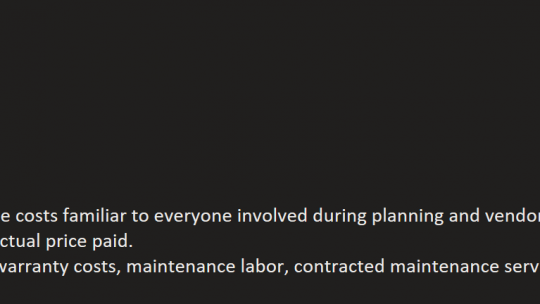 e costs familiar to everyone involved during planning and vendor
ctual price paid.
warranty costs, maintenance labor, contracted maintenance serv